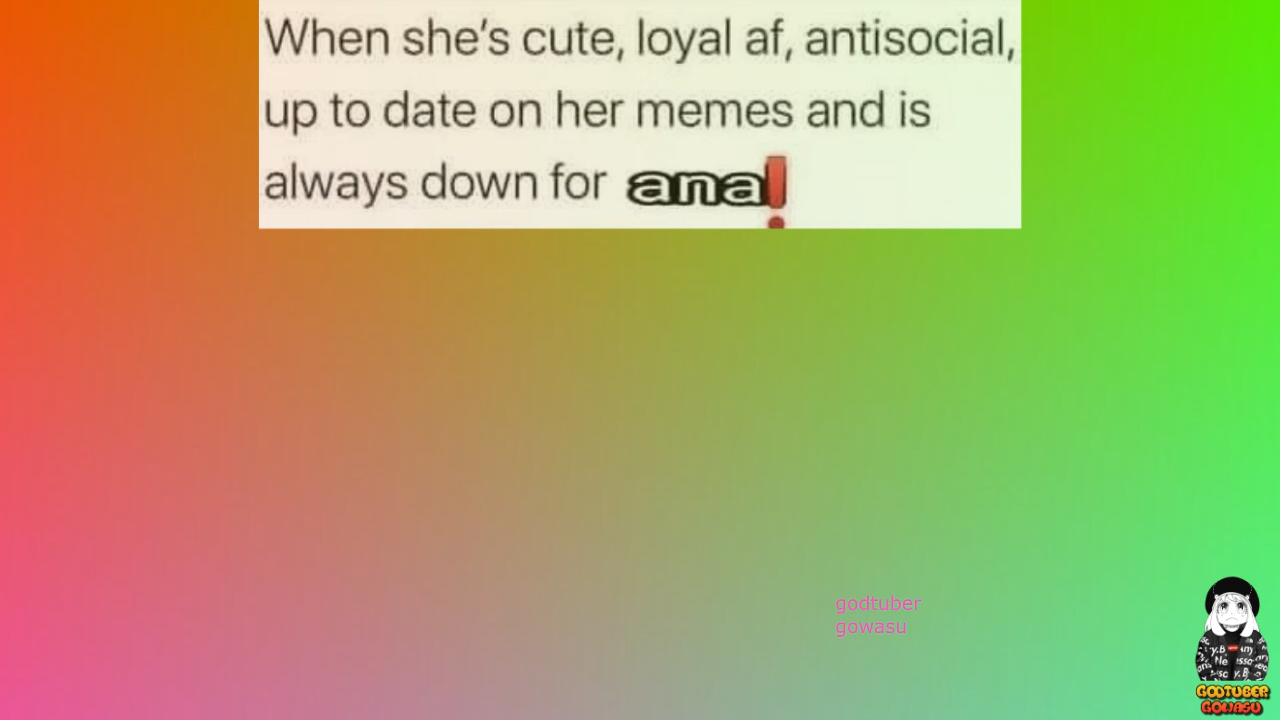 When she's cute, loyal af, antisocial,
up to date on her memes and is
always down for ana!
godtuber
gowasu
GODTUBER
GOWASU